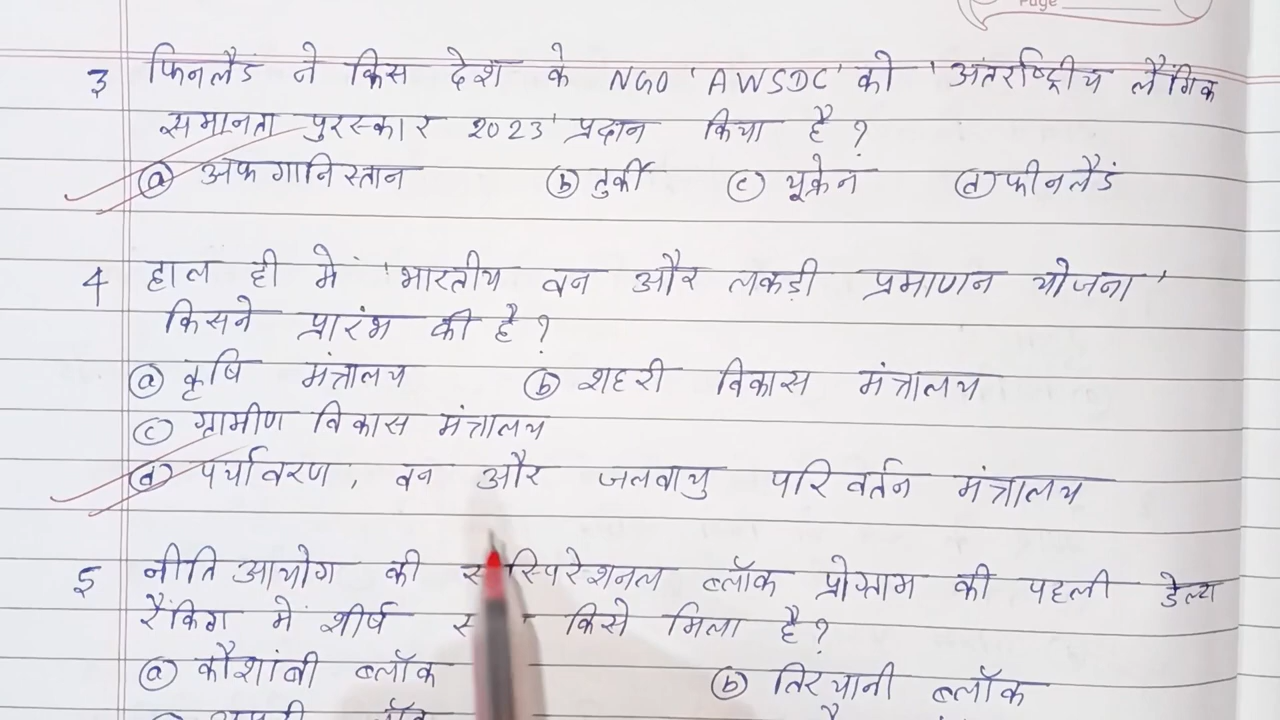 Page
3 फिनलैडं ने किस देश के NGO 'AWSDC' को 'अंतर्राष्ट्रीय लैंगिक
समानता पुरस्कार 2023' प्रदान किया है ?
(a) अफगानिस्तान (b) तुर्की (c) यूक्रेन (d) फीनलैडं
4 हाल ही में 'भारतीय वन और लकड़ी प्रमाणन योजना'
किसने प्रारंभ की है ?
(a) कृषि मंत्रालय (b) शहरी विकास मंत्रालय
(c) ग्रामीण विकास मंत्रालय
(d) पर्यावरण, वन और जलवायु परिवर्तन मंत्रालय
5 नीति आयोग की ब्लॉक प्रोग्राम की पहली डेल्टा
रैंकिग में शीर्ष किसे मिला है ?
(a) कौशांबी ब्लॉक (b) तिरयानी ब्लॉक